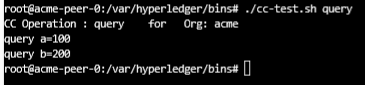 root@acme-peer-0:/var/hyperledger/bins# ./cc-test.sh query
CC Operation : query    for   Org: acme
query a=100
query b=200
root@acme-peer-0:/var/hyperledger/bins#